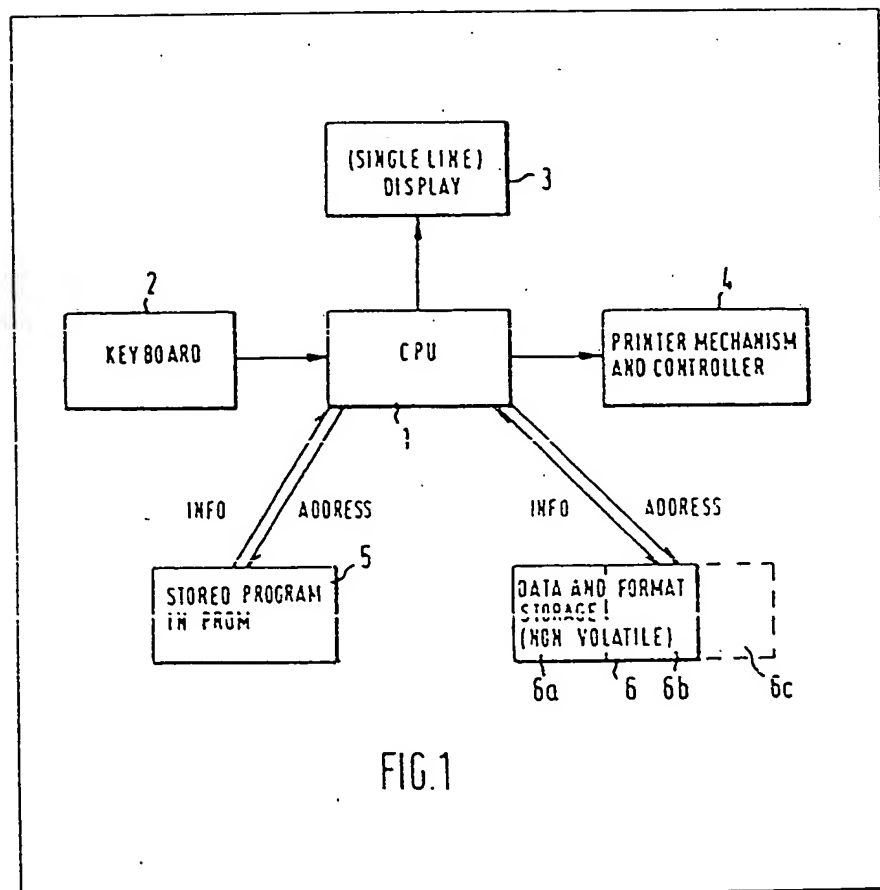 (SINGLE LINE)
DISPLAY
3
2
KEYBOARD
CPU
1
4
PRINTER MECHANISM
AND CONTROLLER
INFO
ADDRESS
INFO
ADDRESS
5
STORED PROGRAM
IN PROM
DATA AND FORMAT
STORAGE
(NON VOLATILE)
6a
6
6b
6c
FIG.1